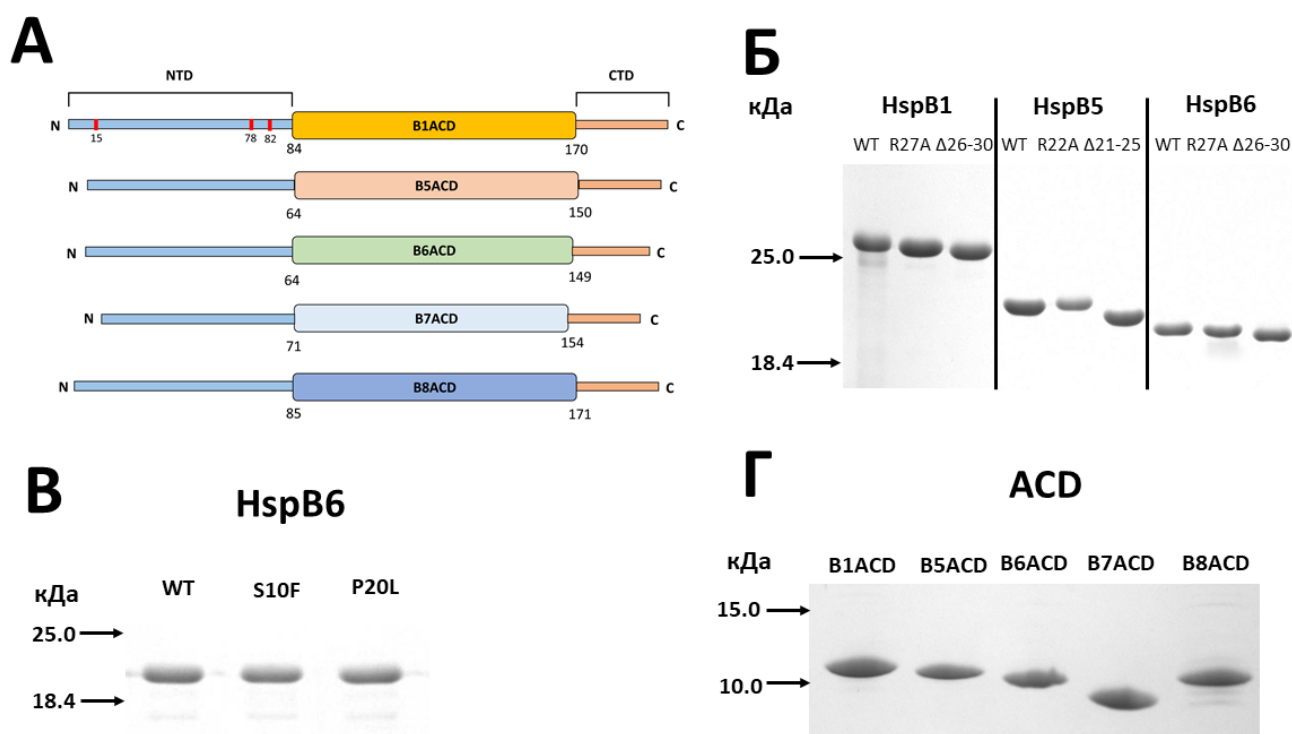 А
NTD
CTD
N
B1ACD
C
15
78
82
84
170
N
B5ACD
C
64
150
N
B6ACD
C
64
149
N
B7ACD
C
71
154
N
B8ACD
C
85
171
Б
кДа
HspB1
HspB5
HspB6
WT R27A Δ26-30
WT R22A Δ21-25
WT R27A Δ26-30
25.0
18.4
В
HspB6
кДа
WT
S10F
P20L
25.0
18.4
Г
ACD
кДа
B1ACD
B5ACD
B6ACD
B7ACD
B8ACD
15.0
10.0